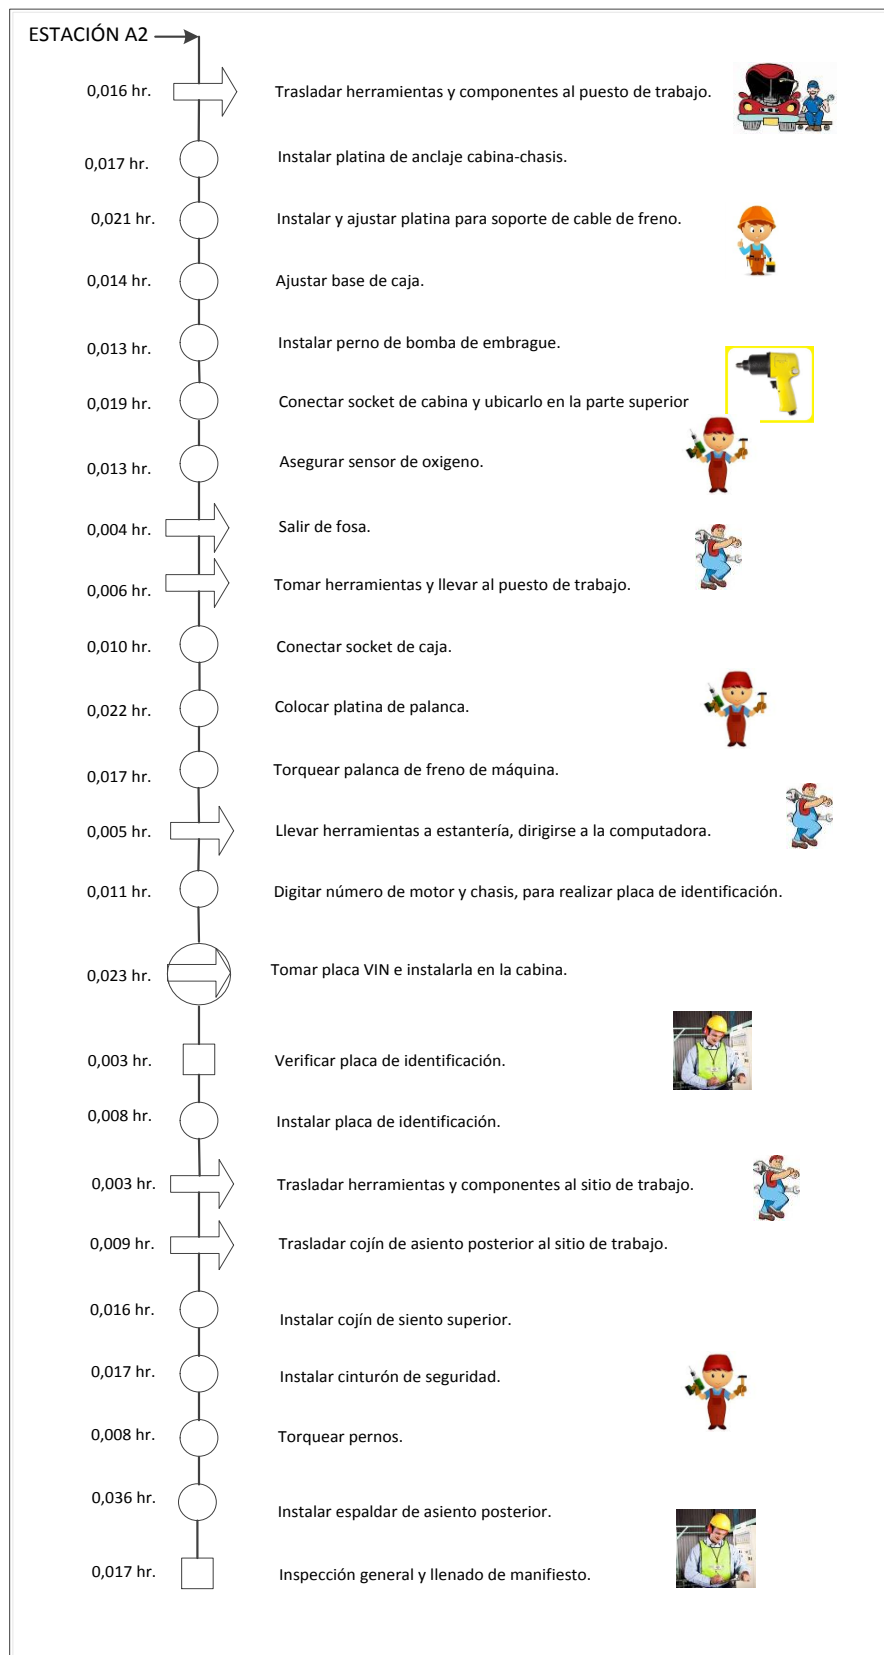 ESTACIÓN A2
0,016 hr. Trasladar herramientas y componentes al puesto de trabajo.
0,017 hr. Instalar platina de anclaje cabina-chasis.
0,021 hr. Instalar y ajustar platina para soporte de cable de freno.
0,014 hr. Ajustar base de caja.
0,013 hr. Instalar perno de bomba de embrague.
0,019 hr. Conectar socket de cabina y ubicarlo en la parte superior
0,013 hr. Asegurar sensor de oxigeno.
0,004 hr. Salir de fosa.
0,006 hr. Tomar herramientas y llevar al puesto de trabajo.
0,010 hr. Conectar socket de caja.
0,022 hr. Colocar platina de palanca.
0,017 hr. Torquear palanca de freno de máquina.
0,005 hr. Llevar herramientas a estantería, dirigirse a la computadora.
0,011 hr. Digitar número de motor y chasis, para realizar placa de identificación.
0,023 hr. Tomar placa VIN e instalarla en la cabina.
0,003 hr. Verificar placa de identificación.
0,008 hr. Instalar placa de identificación.
0,003 hr. Trasladar herramientas y componentes al sitio de trabajo.
0,009 hr. Trasladar cojín de asiento posterior al sitio de trabajo.
0,016 hr. Instalar cojín de siento superior.
0,017 hr. Instalar cinturón de seguridad.
0,008 hr. Torquear pernos.
0,036 hr. Instalar espaldar de asiento posterior.
0,017 hr. Inspección general y llenado de manifiesto.